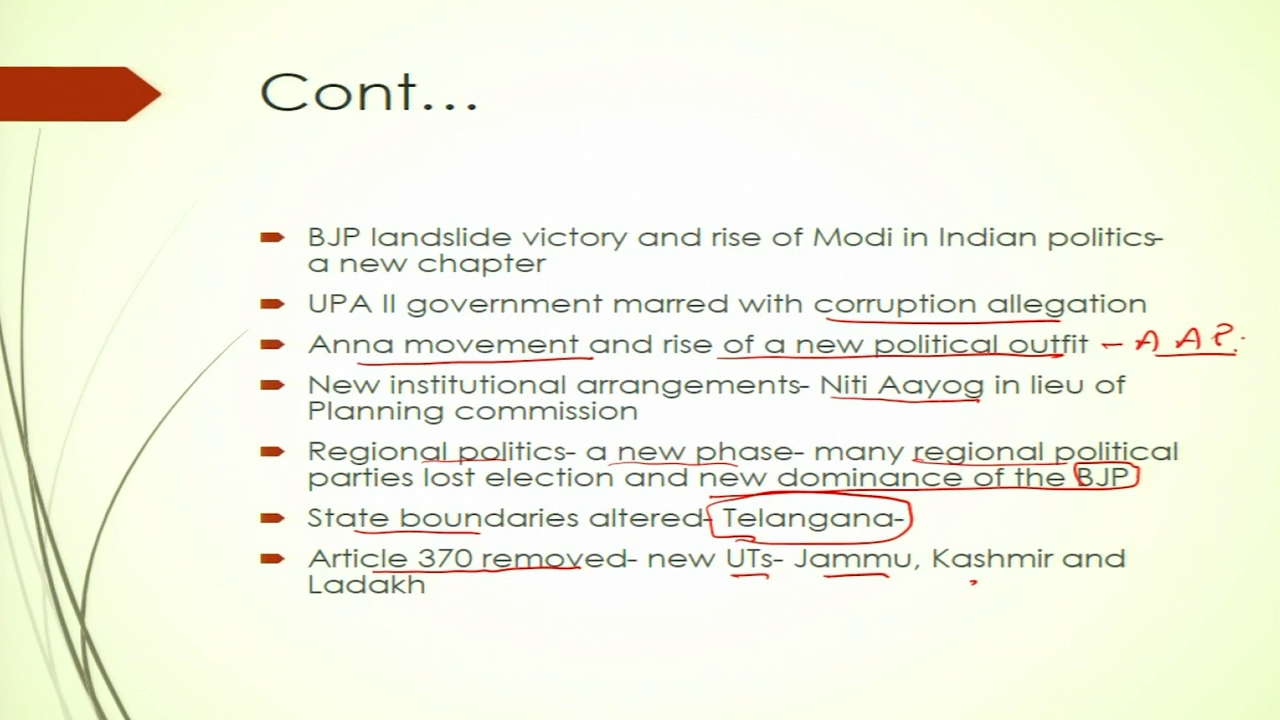 Cont...
BJP landslide victory and rise of Modi in Indian politics-
a new chapter
UPA II government marred with corruption allegation
Anna movement and rise of a new political outfit - AAP.
New institutional arrangements- Niti Aayog in lieu of
Planning commission
Regional politics- a new phase- many regional political
parties lost election and new dominance of the BJP
State boundaries altered- Telangana-
Article 370 removed- new UTs- Jammu, Kashmir and
Ladakh